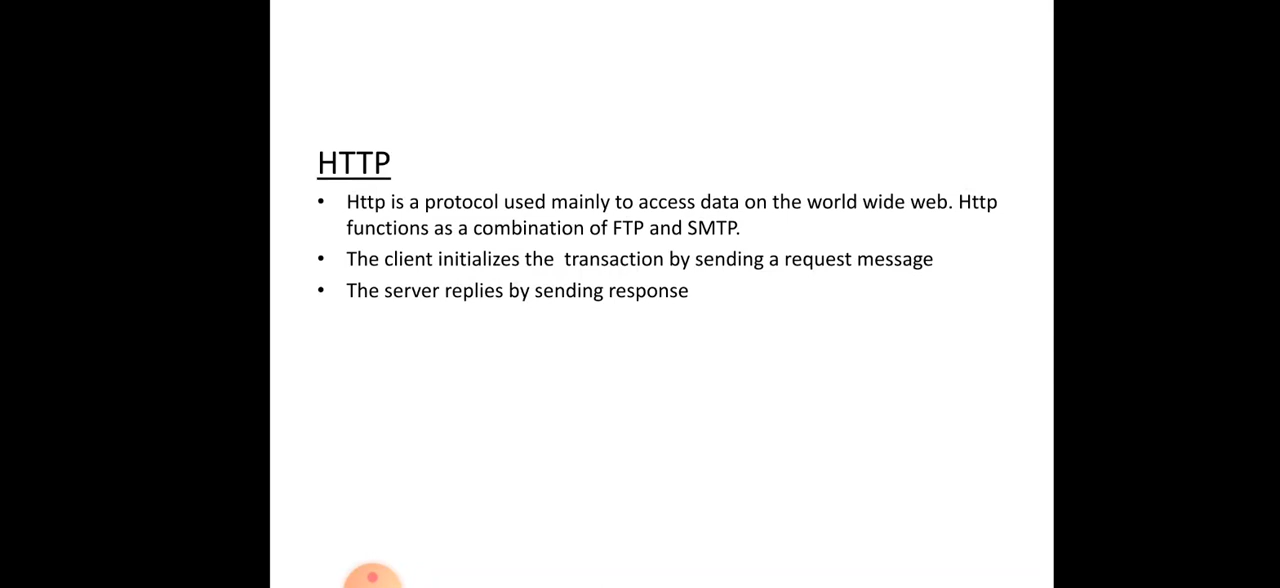 HTTP
• Http is a protocol used mainly to access data on the world wide web. Http
functions as a combination of FTP and SMTP.
• The client initializes the  transaction by sending a request message
• The server replies by sending response